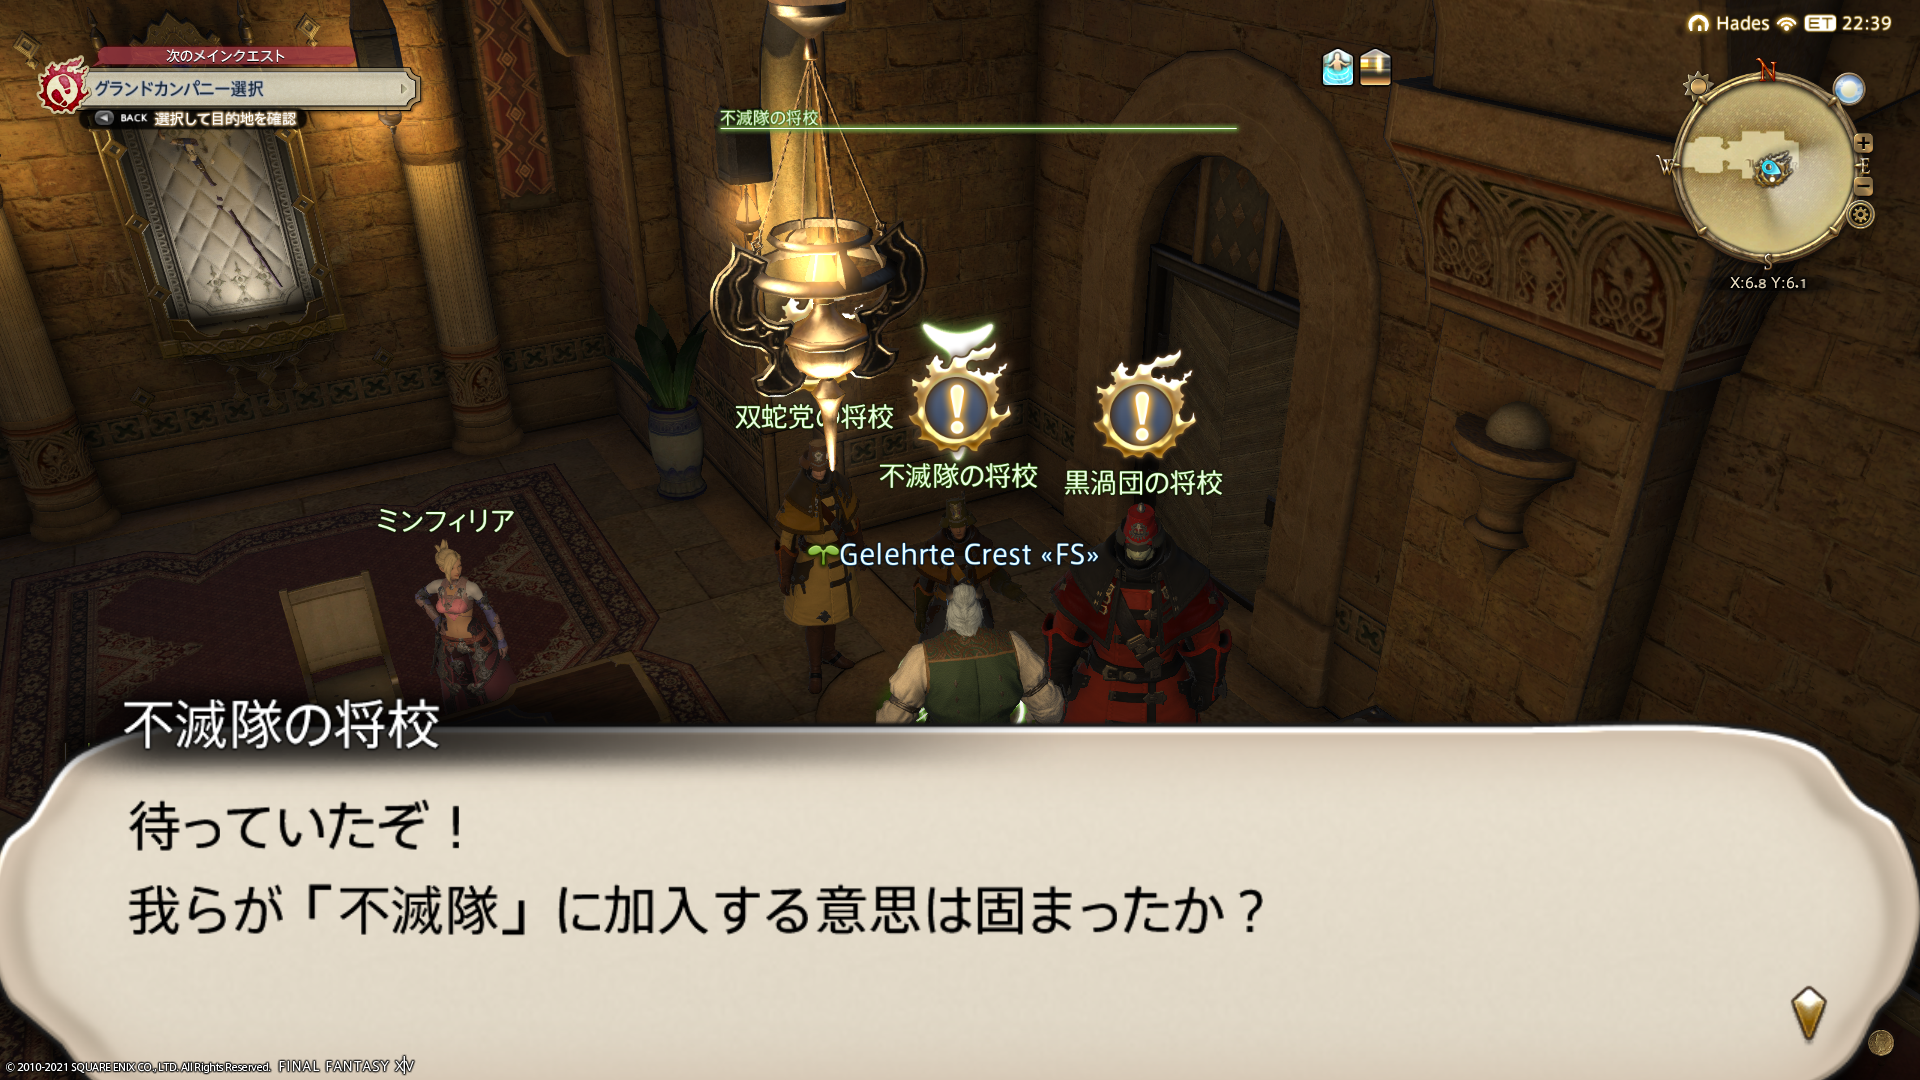 次のメインクエスト
グランドカンパニー選択
BACK 選択して目的地を確認
Hades ET 22:39
不滅隊の将校
N
W
E
S
X:6.8 Y:6.1
双蛇党の将校
不滅隊の将校
黒渦団の将校
ミンフィリア
Gelehrte Crest «FS»
不滅隊の将校
待っていたぞ！
我らが「不滅隊」に加入する意思は固まったか？
© 2010-2021 SQUARE ENIX CO., LTD. All Rights Reserved. FINAL FANTASY XIV